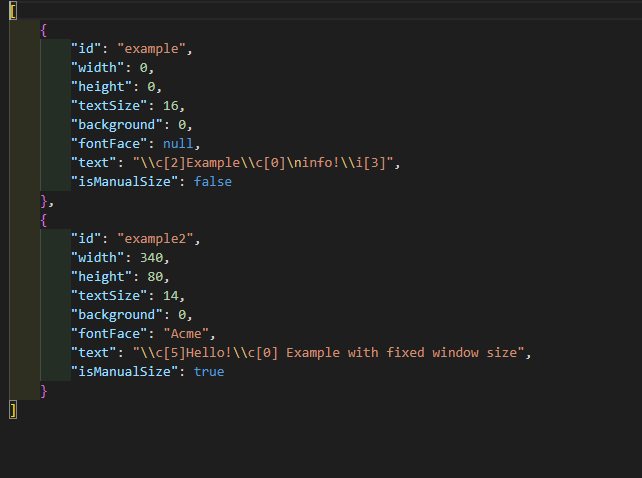 [
    {
        "id": "example",
        "width": 0,
        "height": 0,
        "textSize": 16,
        "background": 0,
        "fontFace": null,
        "text": "\\c[2]Example\\c[0]\ninfo!\\i[3]",
        "isManualSize": false
    },
    {
        "id": "example2",
        "width": 340,
        "height": 80,
        "textSize": 14,
        "background": 0,
        "fontFace": "Acme",
        "text": "\\c[5]Hello!\\c[0] Example with fixed window size",
        "isManualSize": true
    }
]